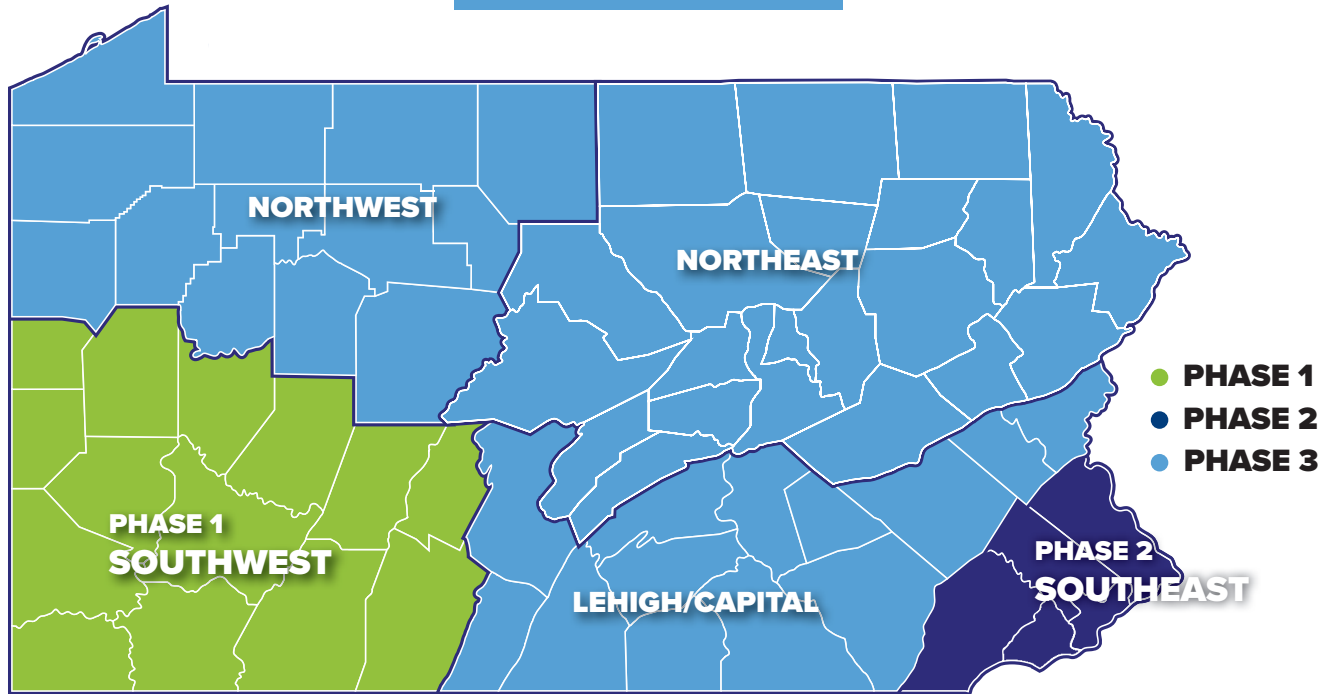 NORTHWEST
NORTHEAST
PHASE 1
PHASE 2
PHASE 3
PHASE 1
SOUTHWEST
PHASE 2
SOUTHEAST
LEHIGH/CAPITAL